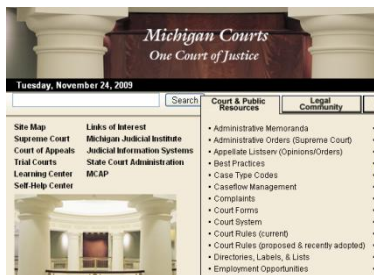 Michigan Courts
One Court of Justice
Tuesday, November 24, 2009
Search
Site Map
Supreme Court
Court of Appeals
Trial Courts
Learning Center
Self-Help Center
Links of Interest
Michigan Judicial Institute
Judicial Information Systems
State Court Administration
MCAP
Court & Public
Resources
Legal
Community
• Administrative Memoranda
• Administrative Orders (Supreme Court)
• Appellate Listserv (Opinions/Orders)
• Best Practices
• Case Type Codes
• Caseflow Management
• Complaints
• Court Forms
• Court System
• Court Rules (current)
• Court Rules (proposed & recently adopted)
• Directories, Labels, & Lists
• Employment Opportunities